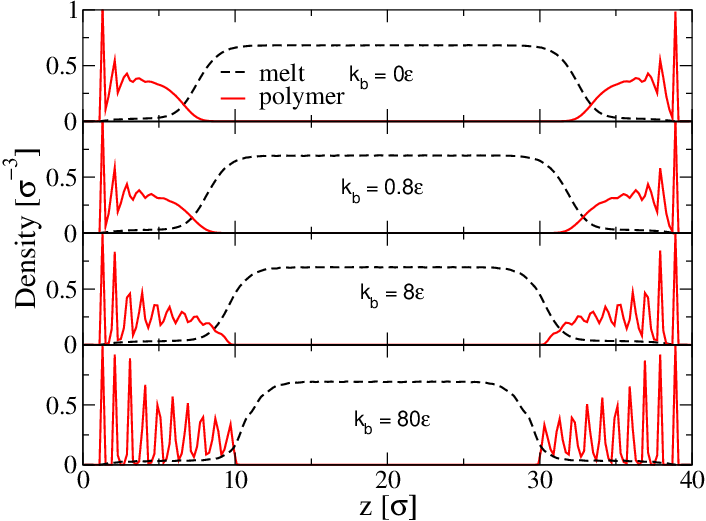 1
0.5
melt
k_b = 0ε
polymer
0
0.5
k_b = 0.8ε
0
Density [σ^{-3}]
0.5
k_b = 8ε
0
0.5
k_b = 80ε
0
0 10 20 30 40
z [σ]